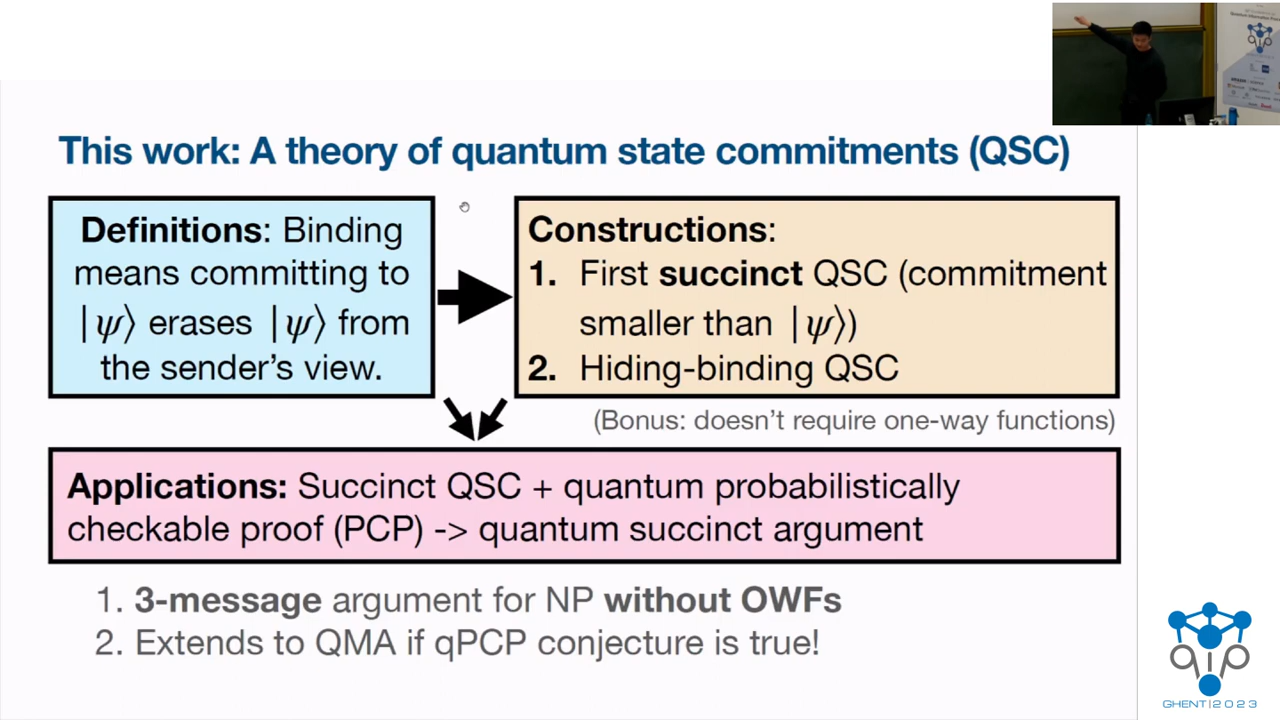 This work: A theory of quantum state commitments (QSC)
Definitions: Binding
means committing to
|ψ⟩ erases |ψ⟩ from
the sender's view.
Constructions:
1. First succinct QSC (commitment
smaller than |ψ⟩)
2. Hiding-binding QSC
(Bonus: doesn't require one-way functions)
Applications: Succinct QSC + quantum probabilistically
checkable proof (PCP) -> quantum succinct argument
1. 3-message argument for NP without OWFs
2. Extends to QMA if qPCP conjecture is true!
qip
GHENT|2023